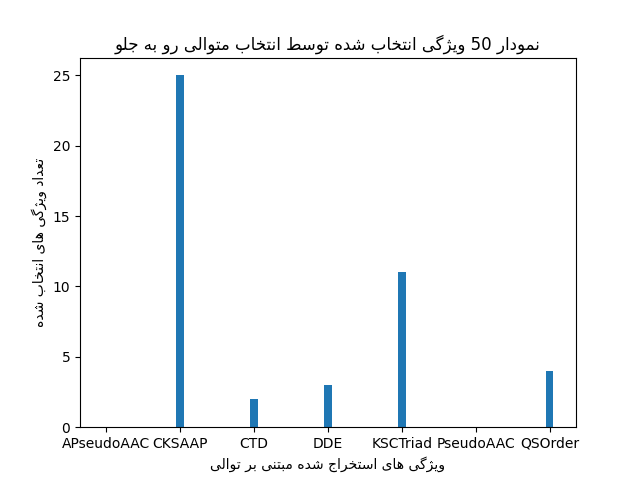 نمودار 50 ویژگی انتخاب شده توسط انتخاب متوالی رو به جلو
تعداد ویژگی های انتخاب شده
25
20
15
10
5
0
APseudoAAC CKSAAP CTD DDE KSCTriad PseudoAAC QSOrder
ویژگی های استخراج شده مبتنی بر توالی